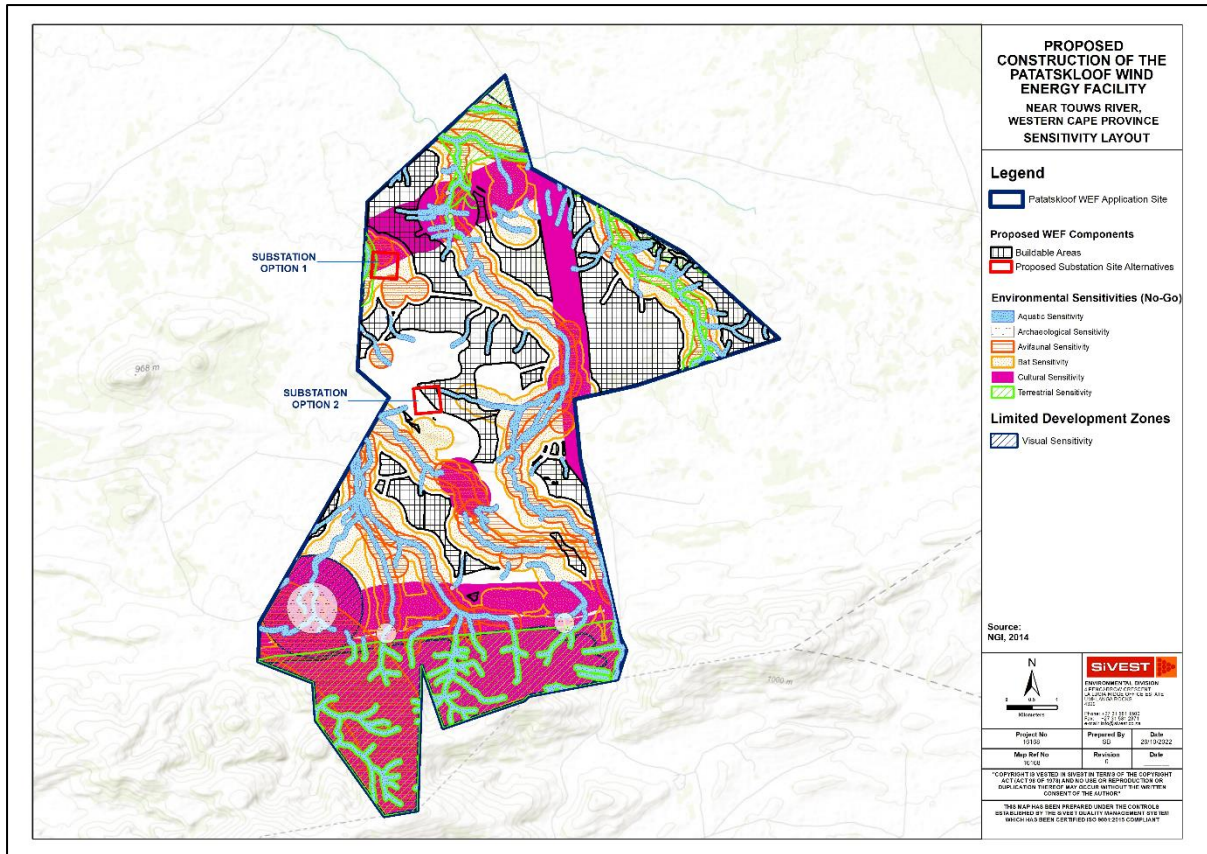 PROPOSED
CONSTRUCTION OF THE
PATATSKLOOF WIND
ENERGY FACILITY
NEAR TOUWS RIVER,
WESTERN CAPE PROVINCE
SENSITIVITY LAYOUT
Legend
Patatskloof WEF Application Site
Proposed WEF Components
Buildable Areas
Proposed Substation Site Alternatives
Environmental Sensitivities (No-Go)
Aquatic Sensitivity
Archaeological Sensitivity
Avifaunal Sensitivity
Bat Sensitivity
Cultural Sensitivity
Terrestrial Sensitivity
Limited Development Zones
Visual Sensitivity
SUBSTATION
OPTION 1
SUBSTATION
OPTION 2
968 m
Source:
NGI, 2014
N
0 0.5 1
Kilometers
SiVEST
ENVIRONMENTAL DIVISION
Project No
Prepared By
Date
SD
Map Ref No
Revision
Date
"COPYRIGHT IS VESTED IN SIVEST IN TERMS OF THE COPYRIGHT
ACT (ACT 98 OF 1978) AND NO USE OR REPRODUCTION OR
DUPLICATION THEREOF MAY OCCUR WITHOUT THE WRITTEN
CONSENT OF THE AUTHOR"
THIS MAP HAS BEEN PREPARED UNDER THE CONTROLS
ESTABLISHED BY THE SIVEST QUALITY MANAGEMENT SYSTEM
WHICH HAS BEEN CERTIFIED ISO 9001:2015 COMPLIANT